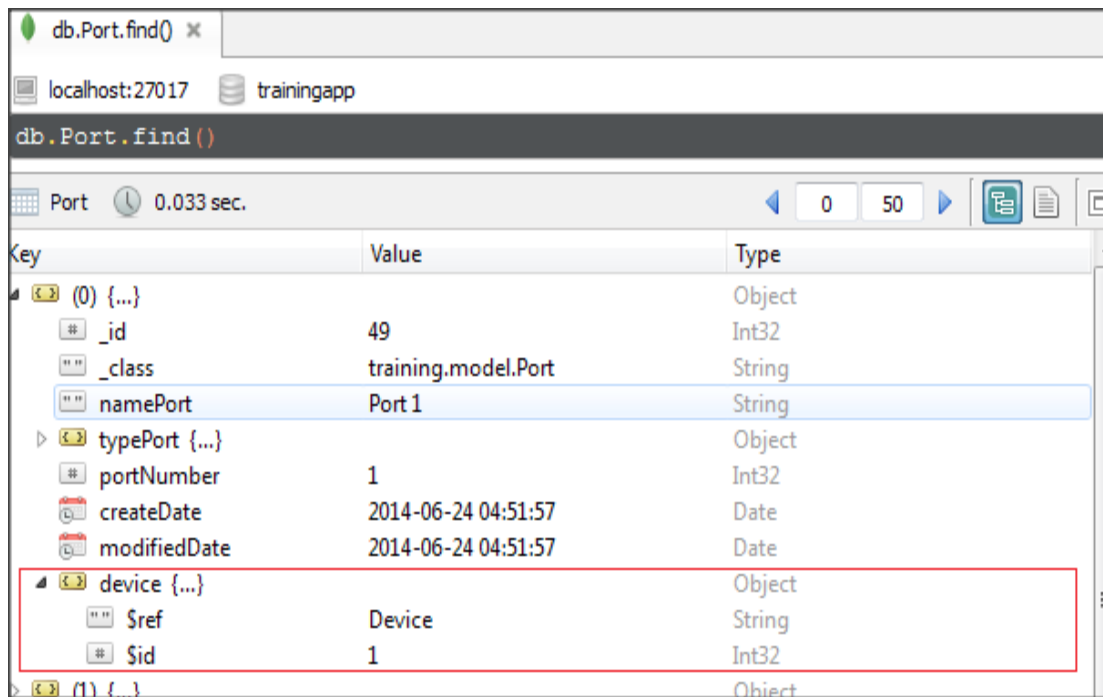 db.Port.find()
localhost:27017 trainingapp
db.Port.find()
Port 0.033 sec. 0 50
Key Value Type
(0) {...} Object
_id 49 Int32
_class training.model.Port String
namePort Port 1 String
typePort {...} Object
portNumber 1 Int32
createDate 2014-06-24 04:51:57 Date
modifiedDate 2014-06-24 04:51:57 Date
device {...} Object
$ref Device String
$id 1 Int32
(1) {...} Object